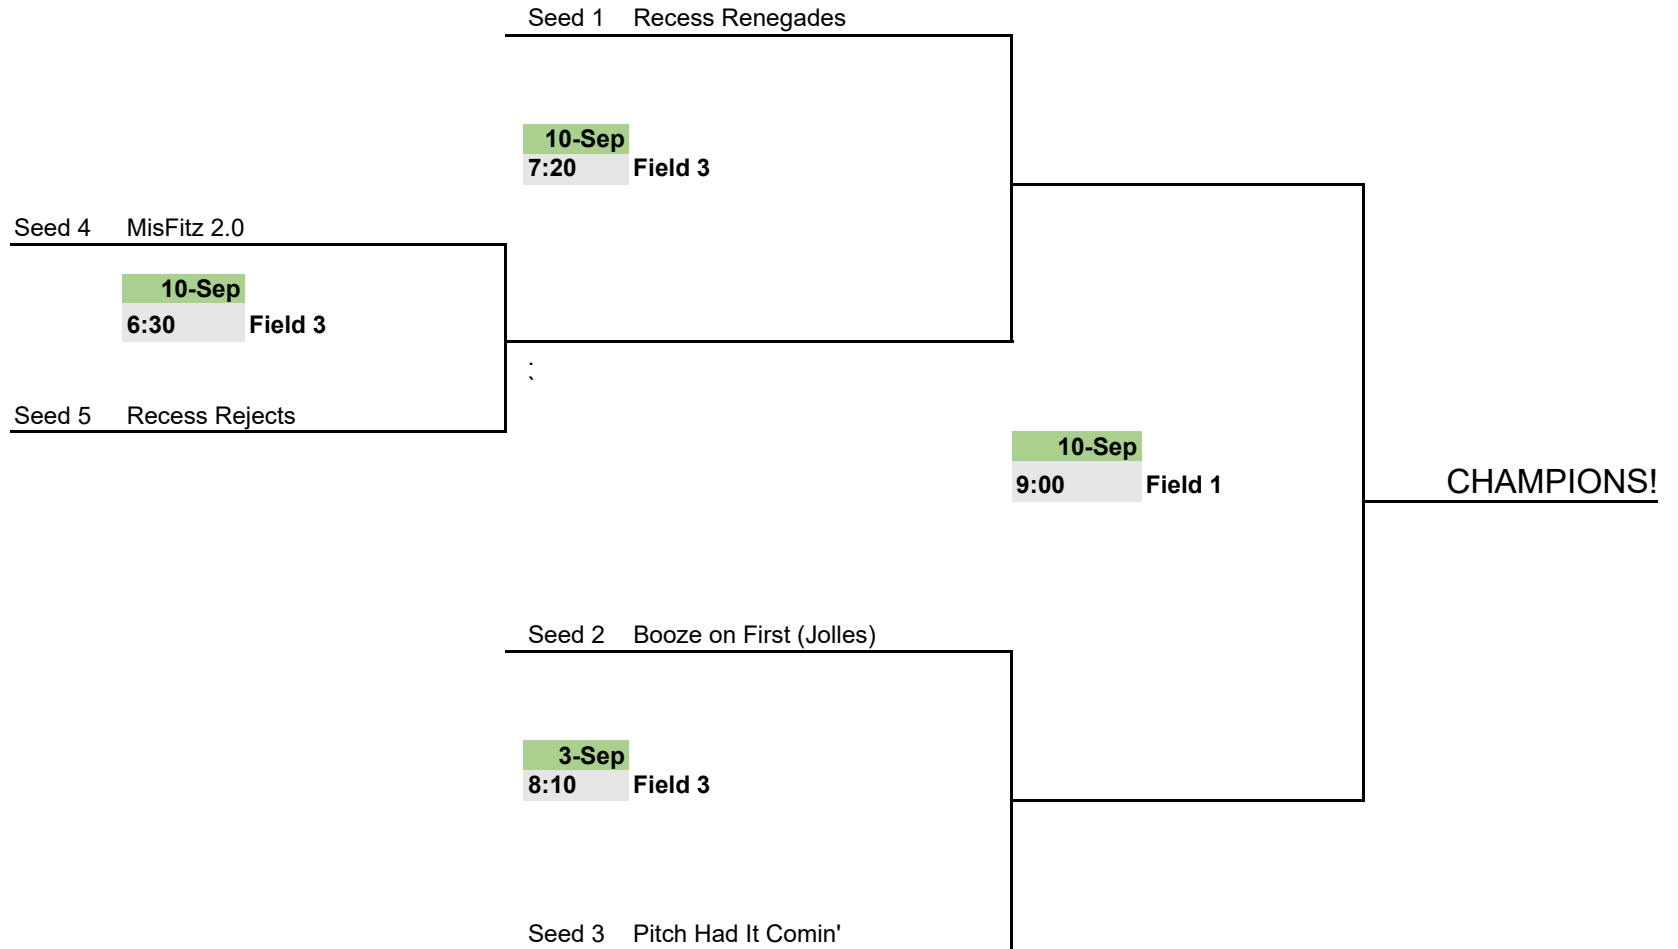 Seed 1 Recess Renegades
10-Sep
7:20 Field 3
Seed 4 MisFitz 2.0
10-Sep
6:30 Field 3
Seed 5 Recess Rejects
10-Sep
9:00 Field 1
CHAMPIONS!
Seed 2 Booze on First (Jolles)
3-Sep
8:10 Field 3
Seed 3 Pitch Had It Comin'